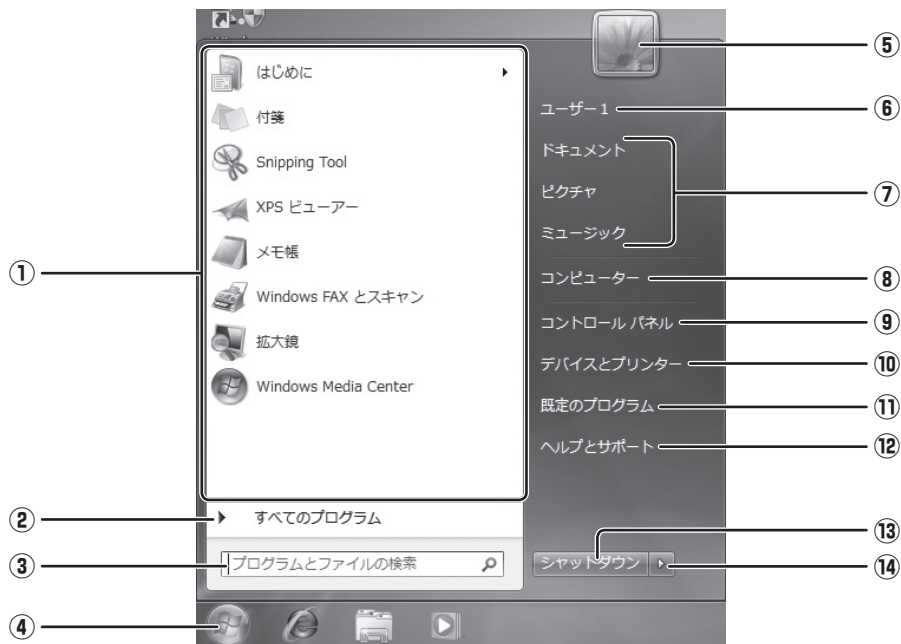 はじめに
付箋
Snipping Tool
XPS ビューアー
メモ帳
Windows FAX とスキャン
拡大鏡
Windows Media Center
すべてのプログラム
プログラムとファイルの検索
ユーザー1
ドキュメント
ピクチャ
ミュージック
コンピューター
コントロール パネル
デバイスとプリンター
既定のプログラム
ヘルプとサポート
シャットダウン
①
②
③
④
⑤
⑥
⑦
⑧
⑨
⑩
⑪
⑫
⑬
⑭